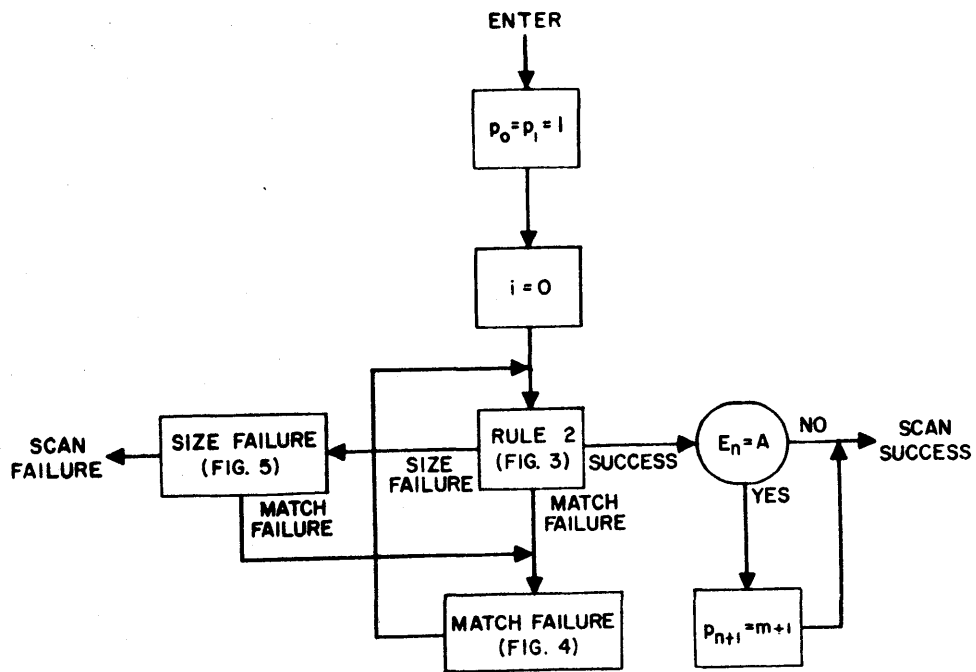 ENTER
p₀ = p₁ = 1
i = 0
SCAN
FAILURE
SIZE FAILURE
(FIG. 5)
SIZE
FAILURE
RULE 2
(FIG. 3)
SUCCESS
Eₙ = A
NO
SCAN
SUCCESS
MATCH
FAILURE
MATCH
FAILURE
YES
MATCH FAILURE
(FIG. 4)
pₙ₊₁ = m+1